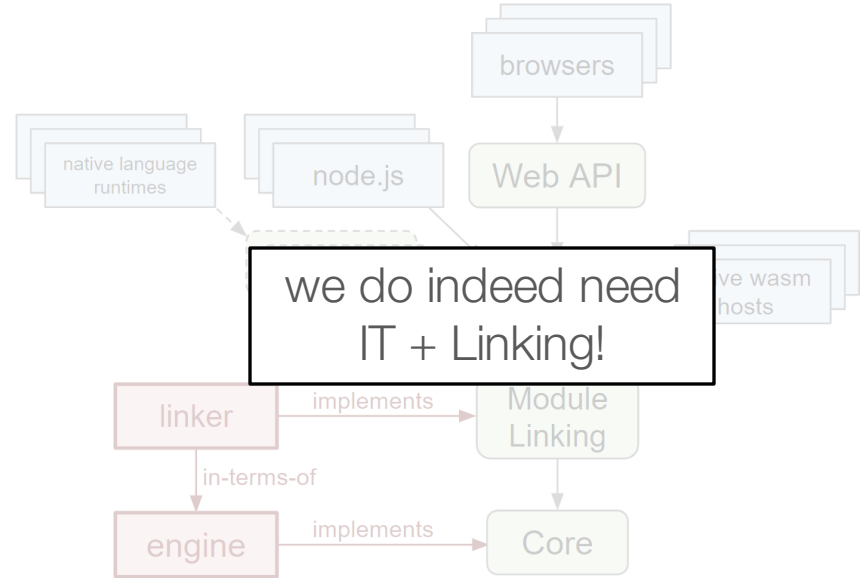 browsers
native language
runtimes
node.js
Web API
we do indeed need
IT + Linking!
wasm
hosts
linker
implements
Module
Linking
in-terms-of
engine
implements
Core